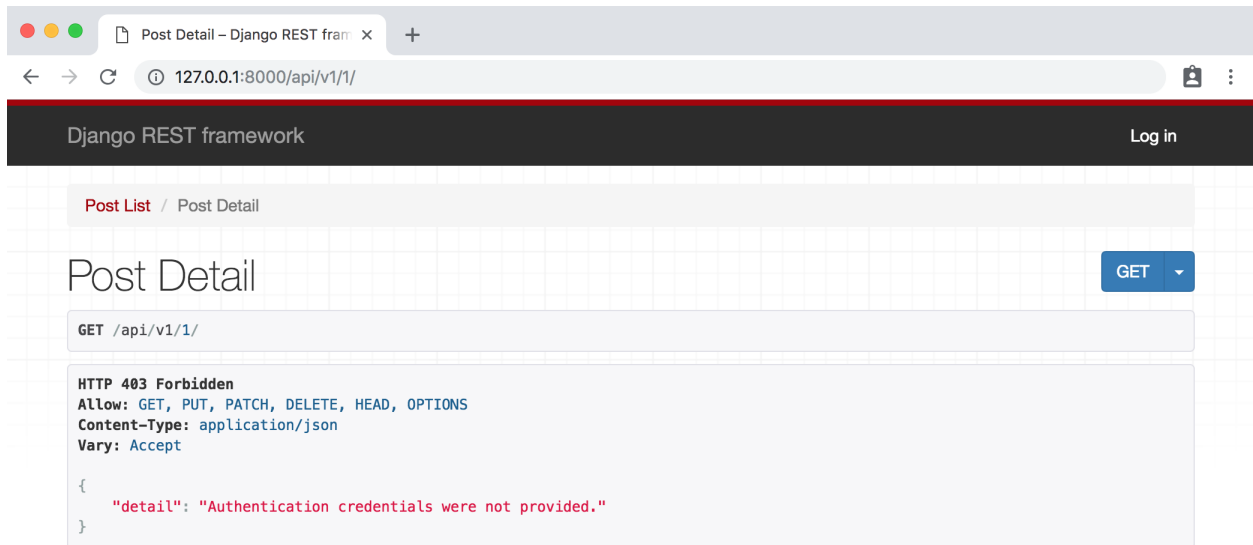 Post Detail – Django REST fram
127.0.0.1:8000/api/v1/1/
Django REST framework
Log in
Post List / Post Detail
Post Detail
GET
GET /api/v1/1/
HTTP 403 Forbidden
Allow: GET, PUT, PATCH, DELETE, HEAD, OPTIONS
Content-Type: application/json
Vary: Accept
{
"detail": "Authentication credentials were not provided."
}